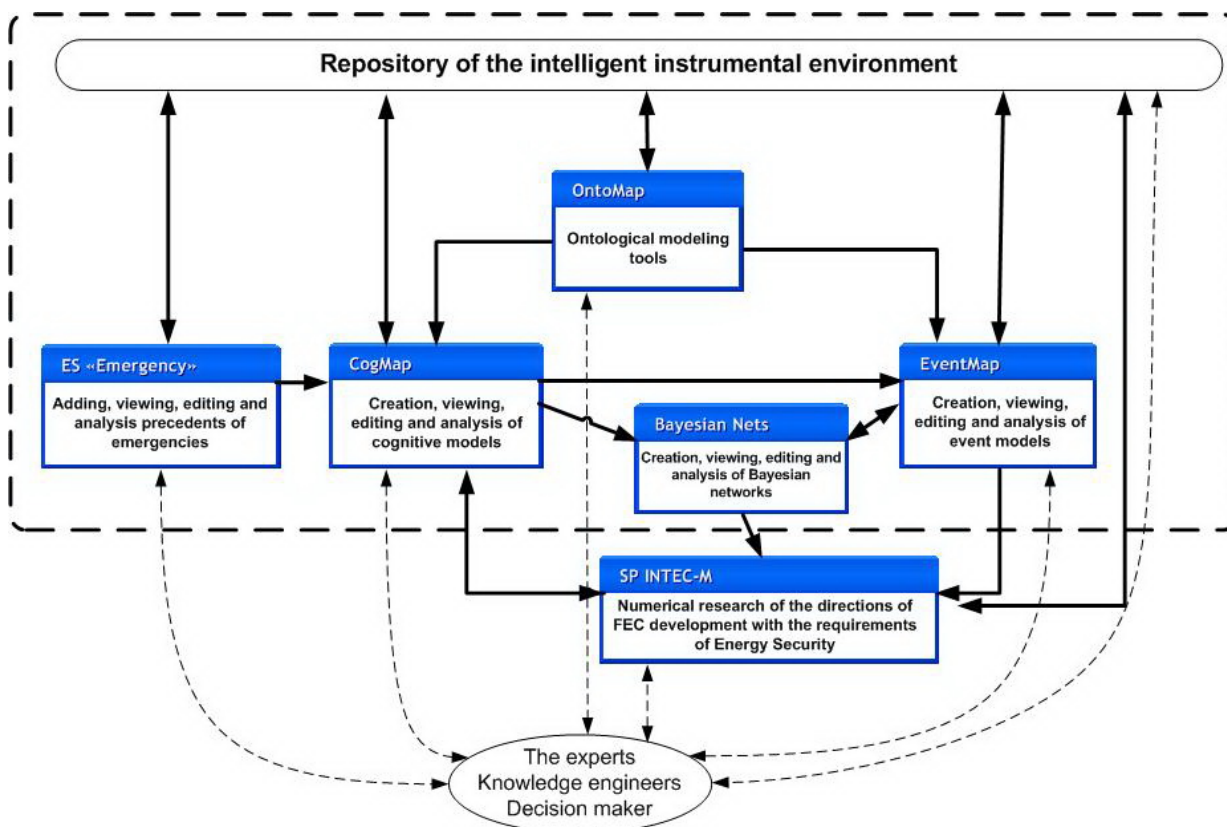 Repository of the intelligent instrumental environment
OntoMap
Ontological modeling
tools
ES «Emergency»
Adding, viewing, editing and
analysis precedents of
emergencies
CogMap
Creation, viewing,
editing and analysis of
cognitive models
EventMap
Creation, viewing,
editing and analysis of
event models
Bayesian Nets
Creation, viewing, editing and
analysis of Bayesian
networks
SP INTEC-M
Numerical research of the directions of
FEC development with the requirements
of Energy Security
The experts
Knowledge engineers
Decision maker